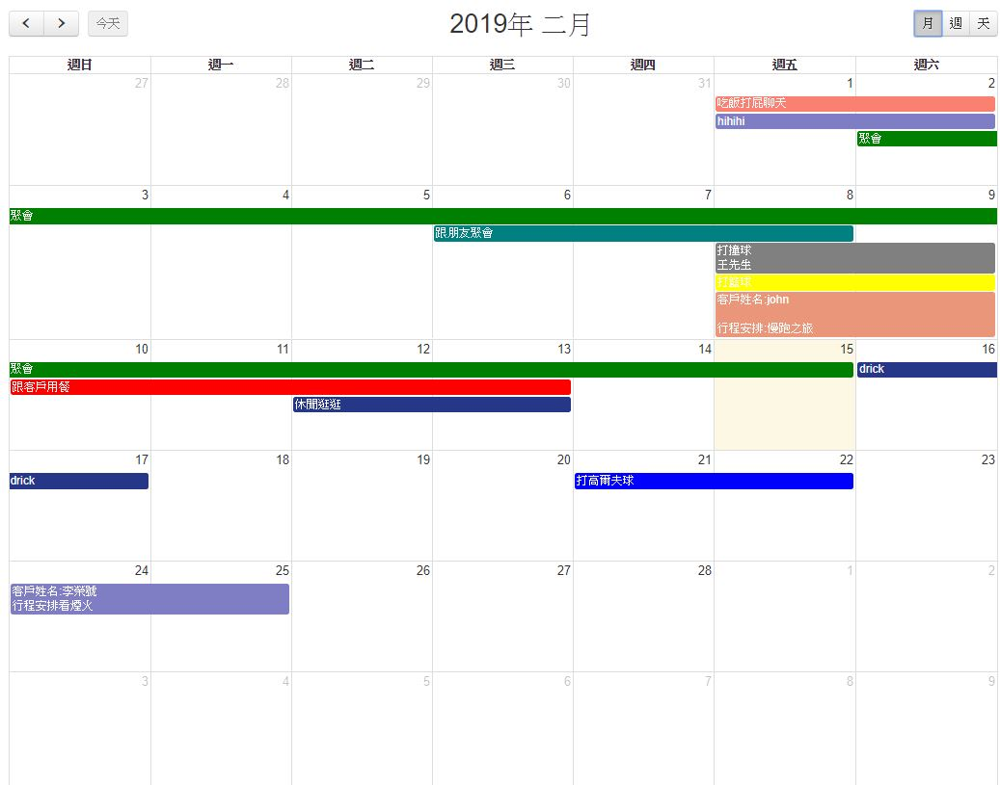 今天
2019年 二月
月 週 天
週日 週一 週二 週三 週四 週五 週六
27 28 29 30 31 1 2
吃飯打屁聊天
hihihi
聚會
3 4 5 6 7 8 9
聚會
跟朋友聚會
打撞球
王先生
打籃球
客戶姓名:john
行程安排:慢跑之旅
10 11 12 13 14 15 16
聚會 drick
跟客戶用餐
休閒逛逛
17 18 19 20 21 22 23
drick 打高爾夫球
24 25 26 27 28 1 2
客戶姓名:李榮號
行程安排看煙火
3 4 5 6 7 8 9